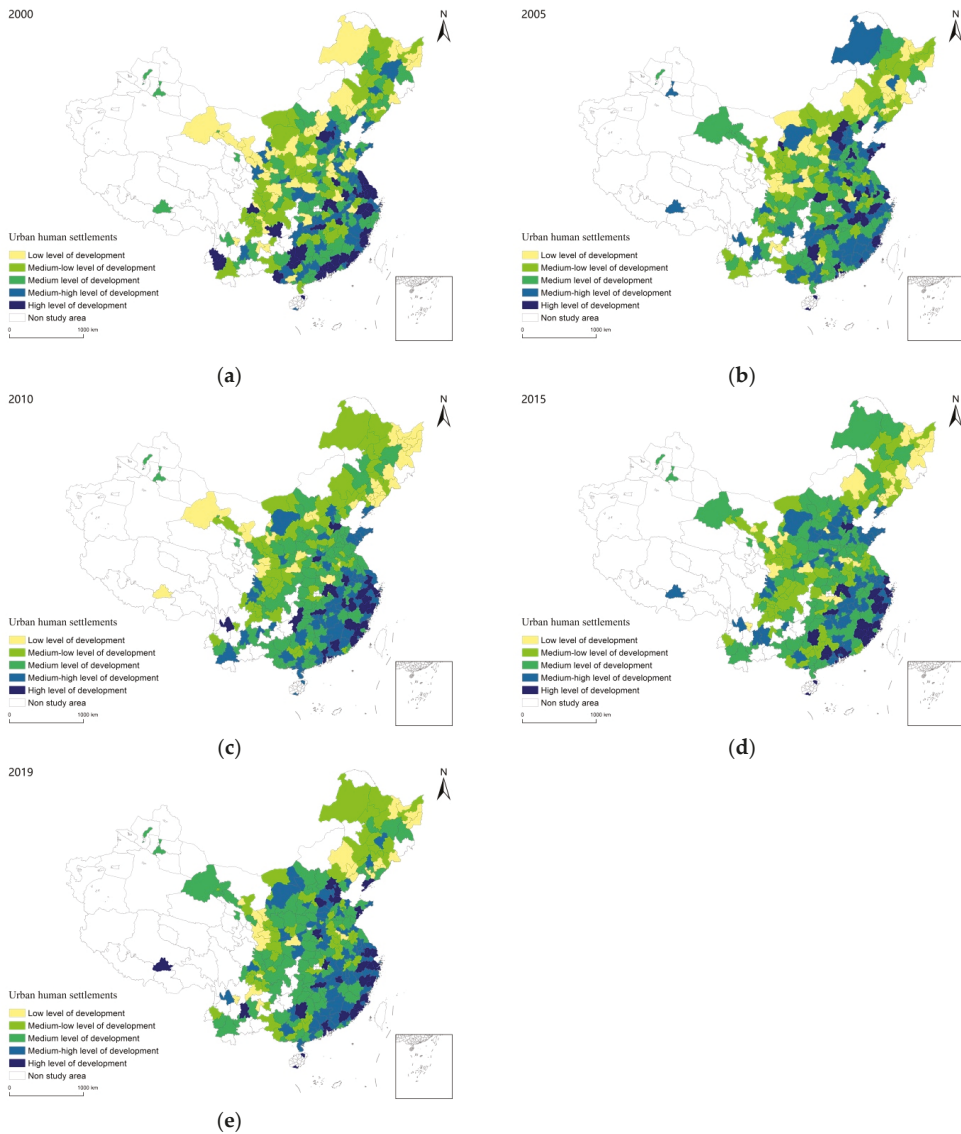 2000
N
Urban human settlements
Low level of development
Medium-low level of development
Medium level of development
Medium-high level of development
High level of development
Non study area
0 1000 km
(a)
2005
N
Urban human settlements
Low level of development
Medium-low level of development
Medium level of development
Medium-high level of development
High level of development
Non study area
0 1000 km
(b)
2010
N
Urban human settlements
Low level of development
Medium-low level of development
Medium level of development
Medium-high level of development
High level of development
Non study area
0 1000 km
(c)
2015
N
Urban human settlements
Low level of development
Medium-low level of development
Medium level of development
Medium-high level of development
High level of development
Non study area
0 1000 km
(d)
2019
N
Urban human settlements
Low level of development
Medium-low level of development
Medium level of development
Medium-high level of development
High level of development
Non study area
0 1000 km
(e)